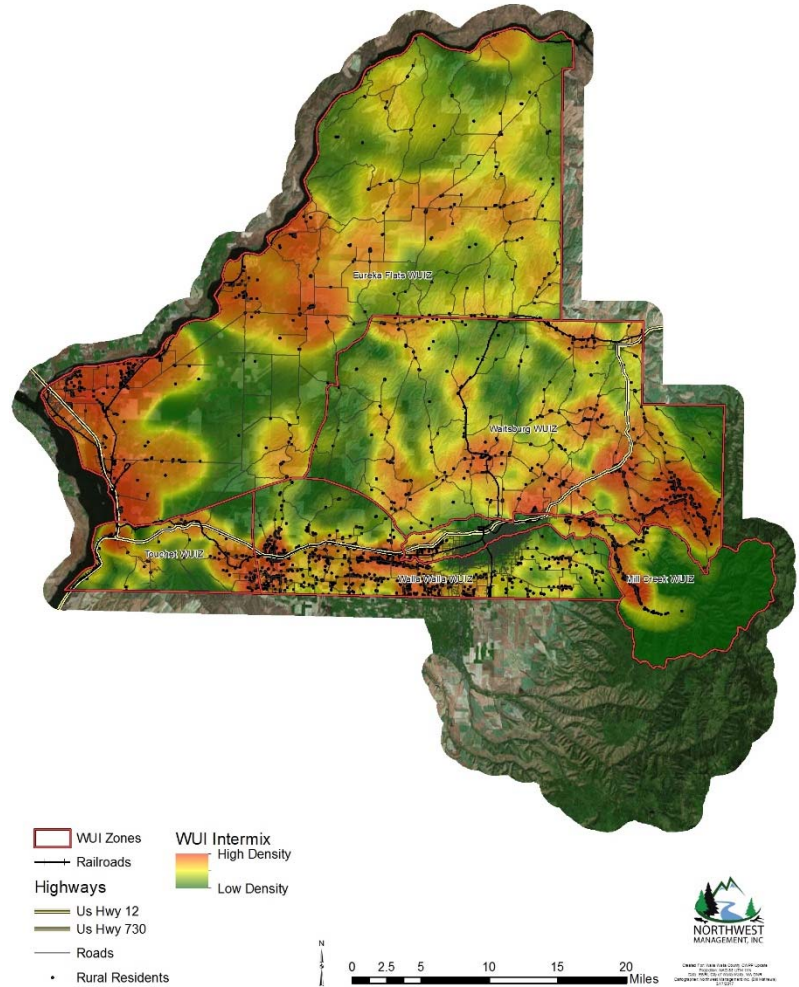 Eureka Flats WUIZ
Waitsburg WUIZ
Touchet WUIZ
Walla Walla WUIZ
Mill Creek WUIZ
WUI Zones
Railroads
Highways
Us Hwy 12
Us Hwy 730
Roads
Rural Residents
WUI Intermix
High Density
Low Density
N
S
0 2.5 5 10 15 20
Miles
NORTHWEST
MANAGEMENT, INC